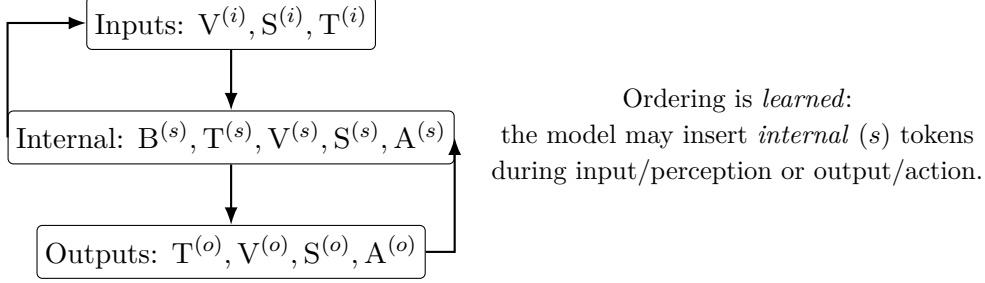 Inputs: V^(i), S^(i), T^(i)
Internal: B^(s), T^(s), V^(s), S^(s), A^(s)
Outputs: T^(o), V^(o), S^(o), A^(o)
Ordering is learned:
the model may insert internal (s) tokens
during input/perception or output/action.